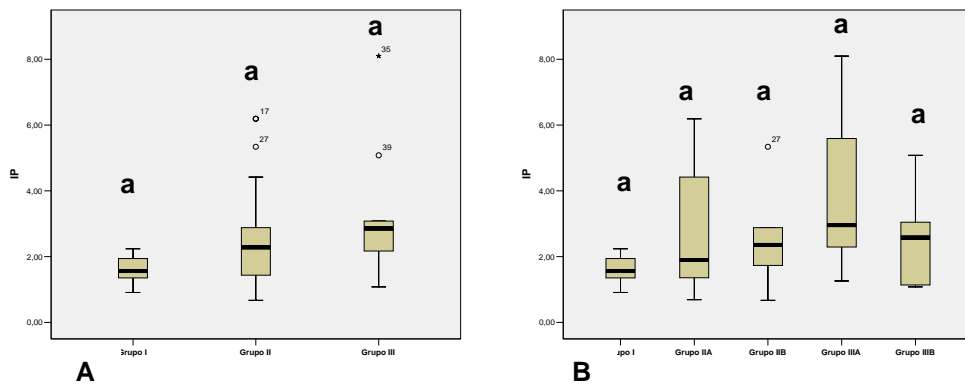 a
35
8,00
a
17
6,00
27
39
IP
a
4,00
2,00
0,00
Grupo I
Grupo II
Grupo III
A
a
8,00
a
a
6,00
27
a
IP
a
4,00
2,00
0,00
upo I
Grupo IIA
Grupo IIB
Grupo IIIA
Grupo IIIB
B